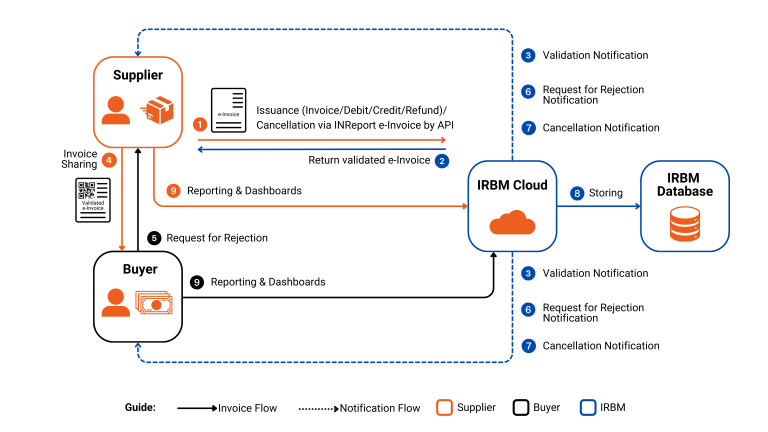 3 Validation Notification
6 Request for Rejection
Notification
7 Cancellation Notification
Supplier
e-Invoice
1 Issuance (Invoice/Debit/Credit/Refund)/
Cancellation via INReport e-Invoice by API
Return validated e-Invoice 2
Invoice
Sharing
4
Validated
e-Invoice
9 Reporting & Dashboards
IRBM Cloud
8 Storing
IRBM
Database
5 Request for Rejection
Buyer
9 Reporting & Dashboards
3 Validation Notification
6 Request for Rejection
Notification
7 Cancellation Notification
Guide:
Invoice Flow
Notification Flow
Supplier
Buyer
IRBM